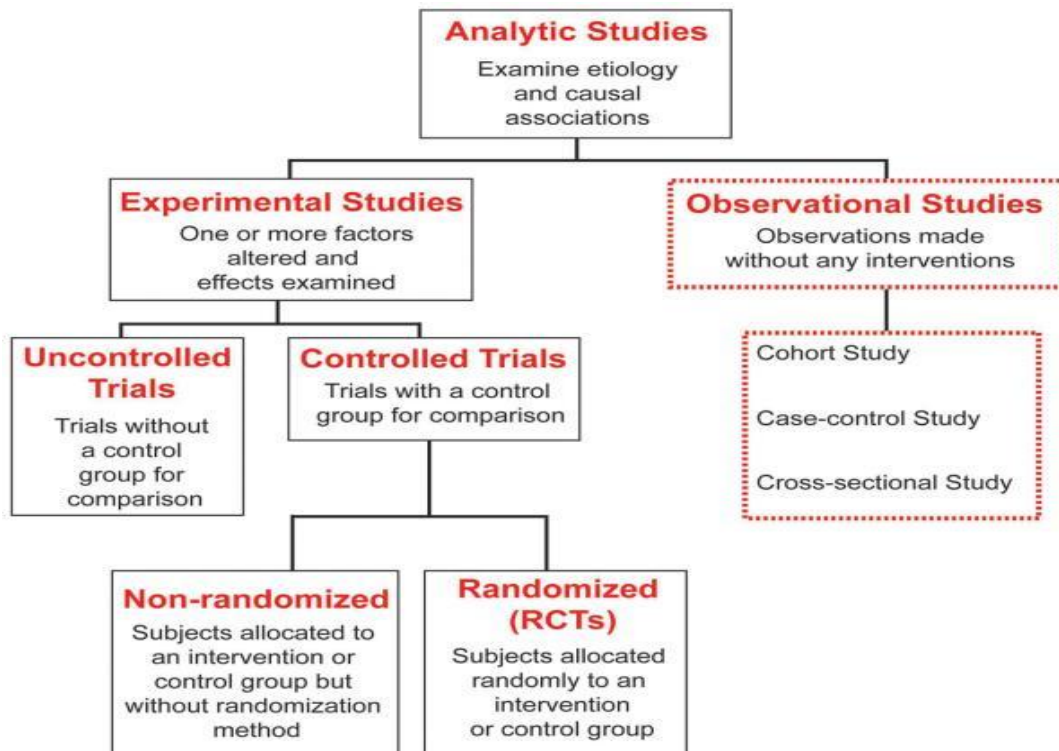 Analytic Studies
Examine etiology
and causal
associations
Experimental Studies
One or more factors
altered and
effects examined
Observational Studies
Observations made
without any interventions
Uncontrolled
Trials
Trials without
a control
group for
comparison
Controlled Trials
Trials with a control
group for comparison
Cohort Study
Case-control Study
Cross-sectional Study
Non-randomized
Subjects allocated to
an intervention or
control group but
without randomization
method
Randomized
(RCTs)
Subjects allocated
randomly to an
intervention
or control group